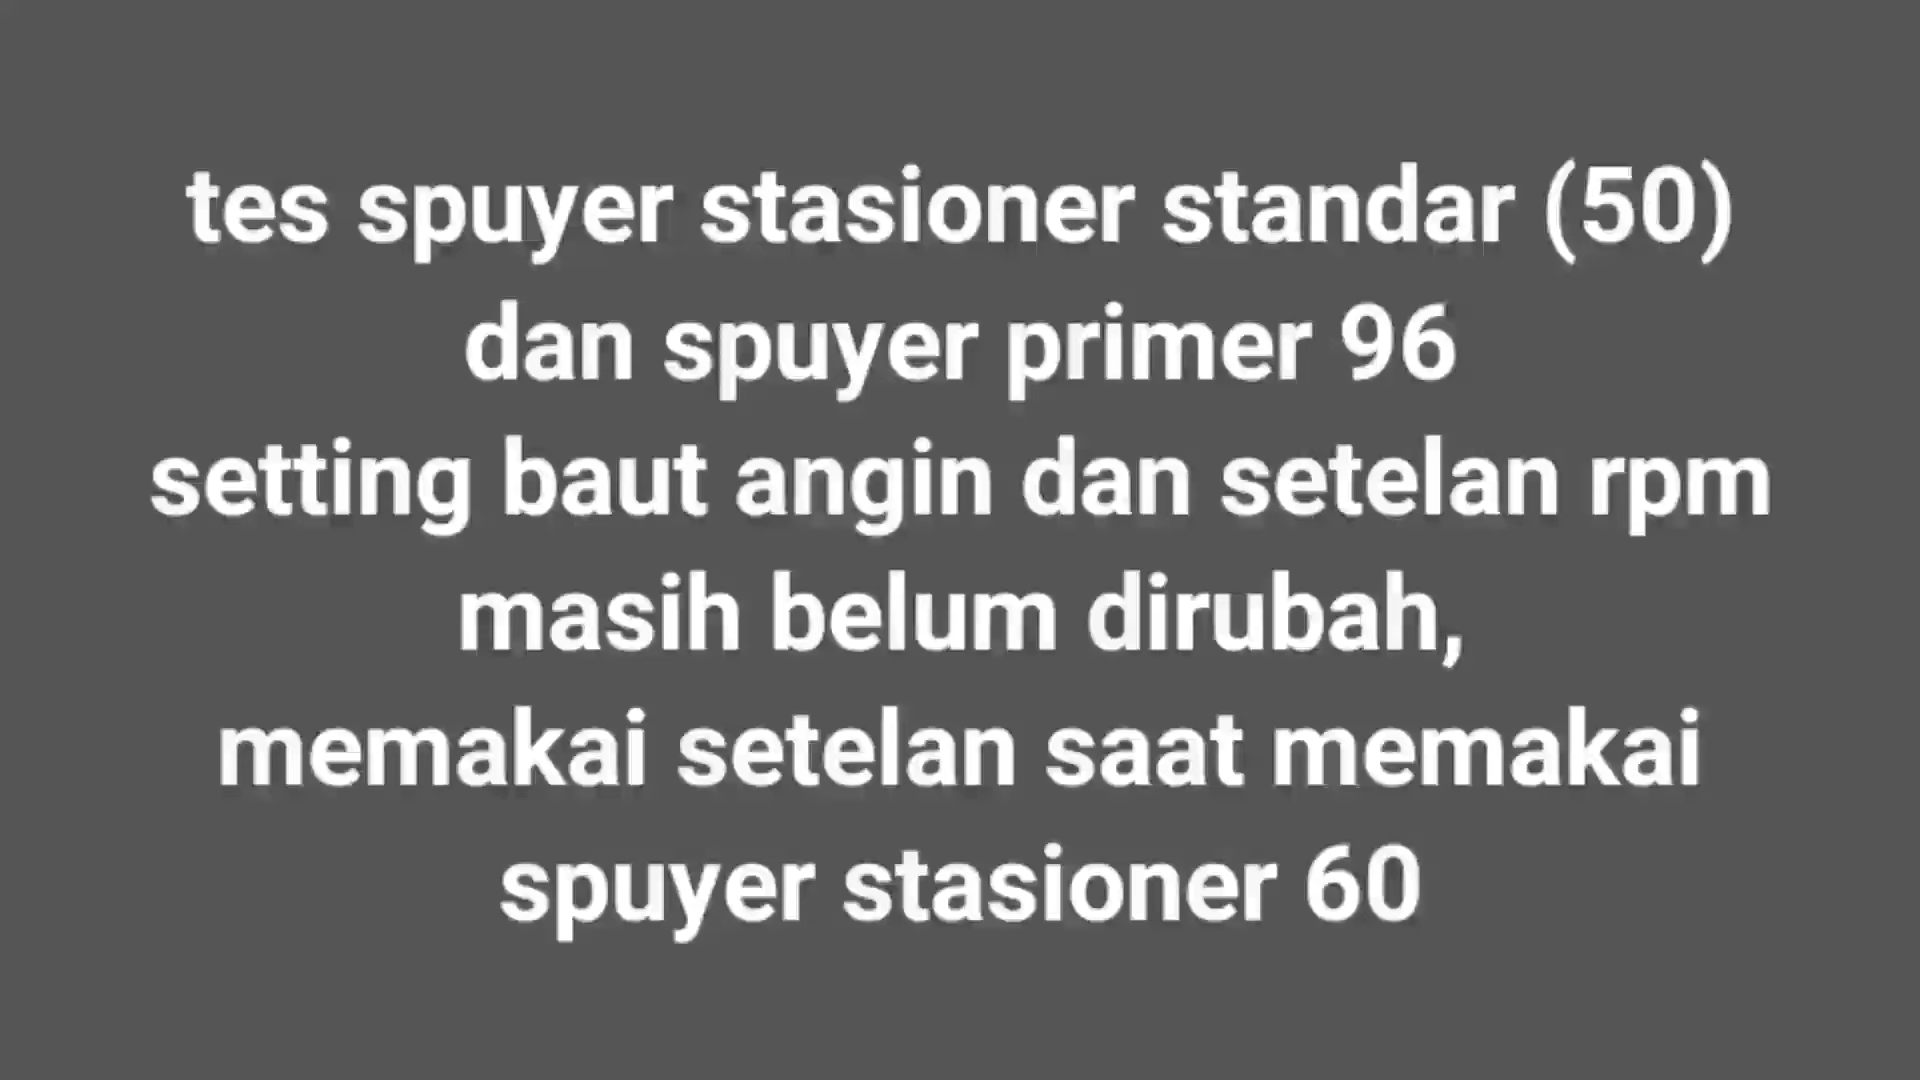 tes spuyer stasioner standar (50)
dan spuyer primer 96
setting baut angin dan setelan rpm
masih belum dirubah,
memakai setelan saat memakai
spuyer stasioner 60